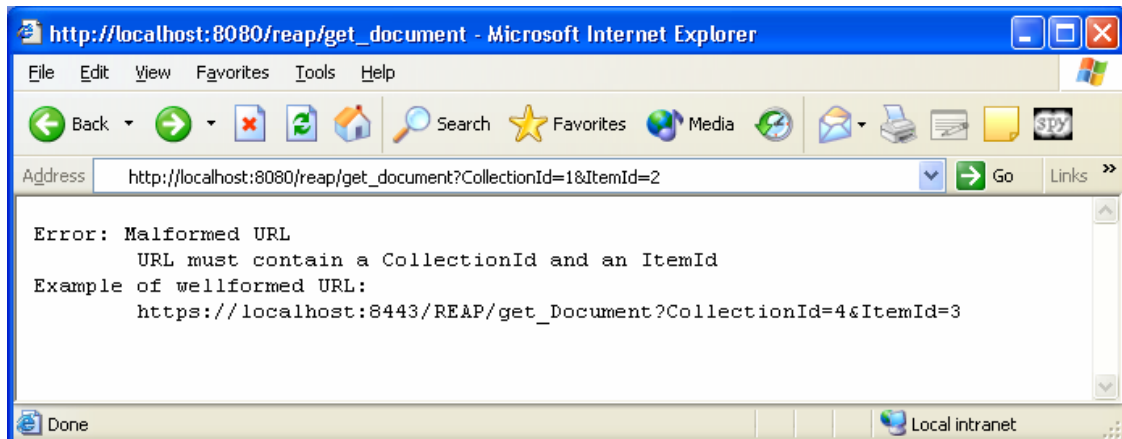 http://localhost:8080/reap/get_document - Microsoft Internet Explorer
File Edit View Favorites Tools Help
Back Search Favorites Media SPY
Address http://localhost:8080/reap/get_document?CollectionId=1&ItemId=2 Go Links »
Error: Malformed URL
URL must contain a CollectionId and an ItemId
Example of wellformed URL:
https://localhost:8443/REAP/get_Document?CollectionId=4&ItemId=3
Done Local intranet